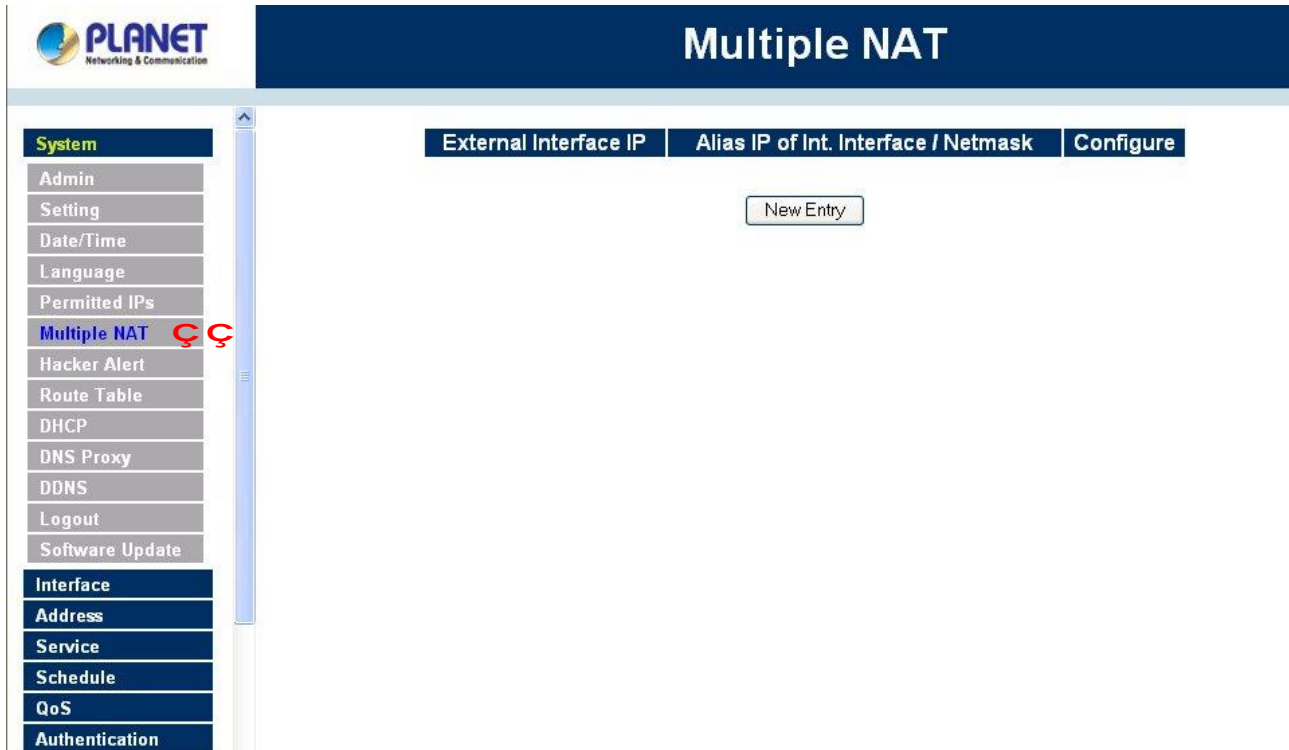 PLANET
Networking & Communication
Multiple NAT
System
Admin
Setting
Date/Time
Language
Permitted IPs
Multiple NAT Ç Ç
Hacker Alert
Route Table
DHCP
DNS Proxy
DDNS
Logout
Software Update
Interface
Address
Service
Schedule
QoS
Authentication
External Interface IP Alias IP of Int. Interface / Netmask Configure
New Entry